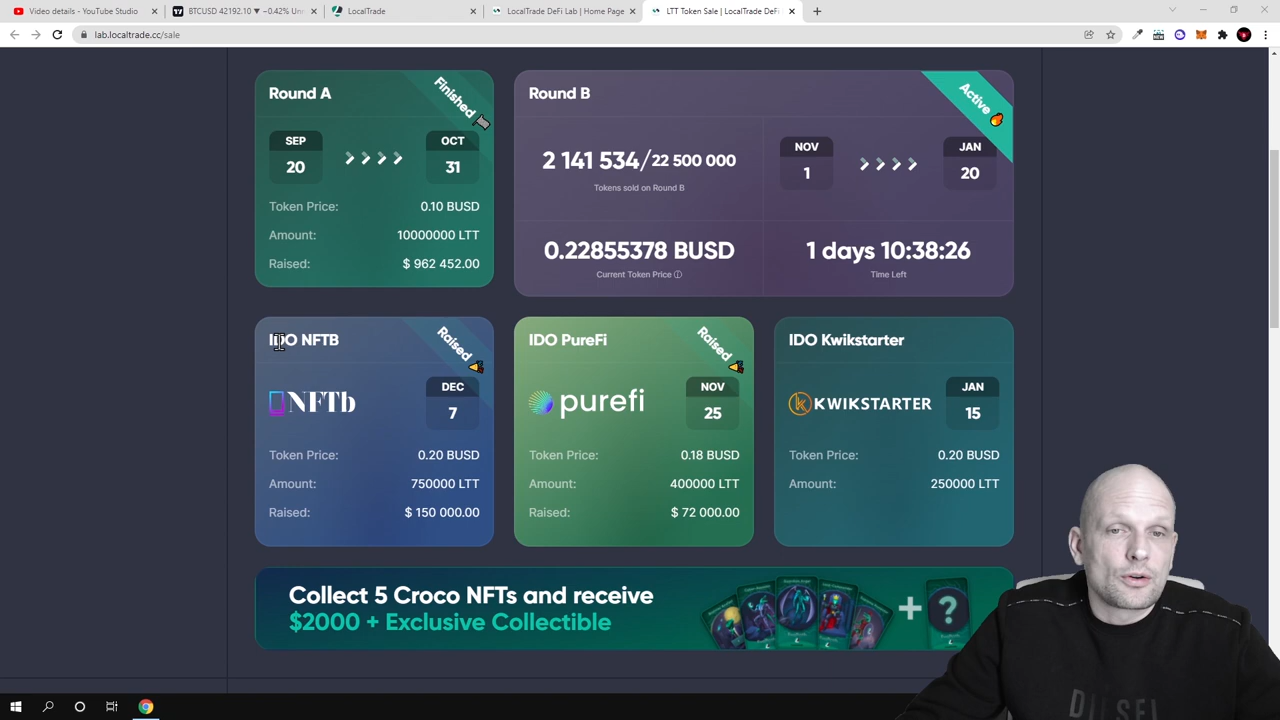 Video details - YouTube Studio
BTCUSD 42192.10 ▼ −0.42% Un
LocalTrade
LocalTrade DeFi Lab | Home Page
LTT Token Sale | LocalTrade DeFi
lab.localtrade.cc/sale
Round A
Finished
SEP
20
OCT
31
Token Price: 0.10 BUSD
Amount: 10000000 LTT
Raised: $ 962 452.00
Round B
Active
2 141 534/22 500 000
Tokens sold on Round B
NOV
1
JAN
20
0.22855378 BUSD
Current Token Price
1 days 10:38:26
Time Left
IDO NFTB
Raised
NFTb
DEC
7
Token Price: 0.20 BUSD
Amount: 750000 LTT
Raised: $ 150 000.00
IDO PureFi
Raised
purefi
NOV
25
Token Price: 0.18 BUSD
Amount: 400000 LTT
Raised: $ 72 000.00
IDO Kwikstarter
KWIKSTARTER
JAN
15
Token Price: 0.20 BUSD
Amount: 250000 LTT
Collect 5 Croco NFTs and receive
$2000 + Exclusive Collectible
+ ?
DIESEL